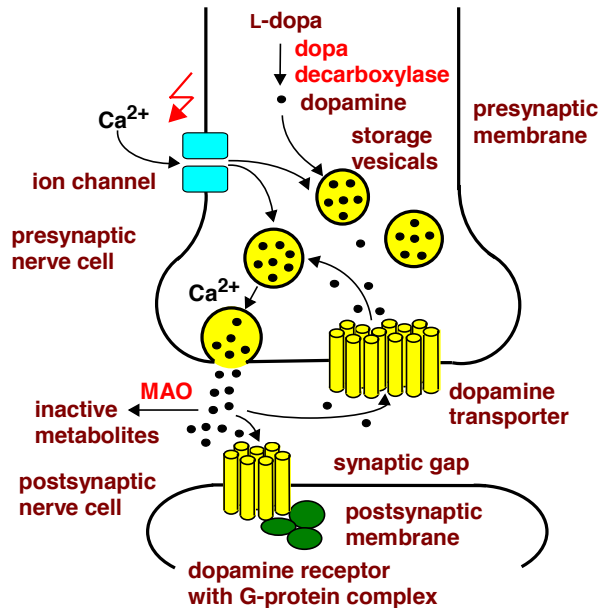 L-dopa
dopa
decarboxylase
dopamine
Ca2+
presynaptic
membrane
storage
vesicals
ion channel
presynaptic
nerve cell
Ca2+
MAO
inactive
metabolites
dopamine
transporter
synaptic gap
postsynaptic
nerve cell
postsynaptic
membrane
dopamine receptor
with G-protein complex